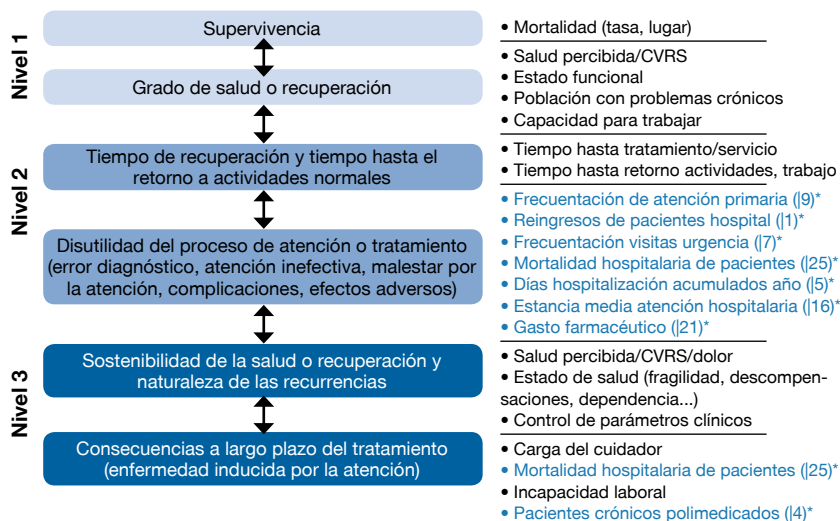 Nivel 1
Supervivencia
• Mortalidad (tasa, lugar)
Grado de salud o recuperación
• Salud percibida/CVRS
• Estado funcional
• Población con problemas crónicos
• Capacidad para trabajar
Nivel 2
Tiempo de recuperación y tiempo hasta el
retorno a actividades normales
• Tiempo hasta tratamiento/servicio
• Tiempo hasta retorno actividades, trabajo
Disutilidad del proceso de atención o tratamiento
(error diagnóstico, atención inefectiva, malestar por
la atención, complicaciones, efectos adversos)
• Frecuentación de atención primaria (|9)*
• Reingresos de pacientes hospital (|1)*
• Frecuentación visitas urgencia (|7)*
• Mortalidad hospitalaria de pacientes (|25)*
• Días hospitalización acumulados año (|5)*
• Estancia media atención hospitalaria (|16)*
• Gasto farmacéutico (|21)*
Nivel 3
Sostenibilidad de la salud o recuperación y
naturaleza de las recurrencias
• Salud percibida/CVRS/dolor
• Estado de salud (fragilidad, descompen-
saciones, dependencia...)
• Control de parámetros clínicos
Consecuencias a largo plazo del tratamiento
(enfermedad inducida por la atención)
• Carga del cuidador
• Mortalidad hospitalaria de pacientes (|25)*
• Incapacidad laboral
• Pacientes crónicos polimedicados (|4)*